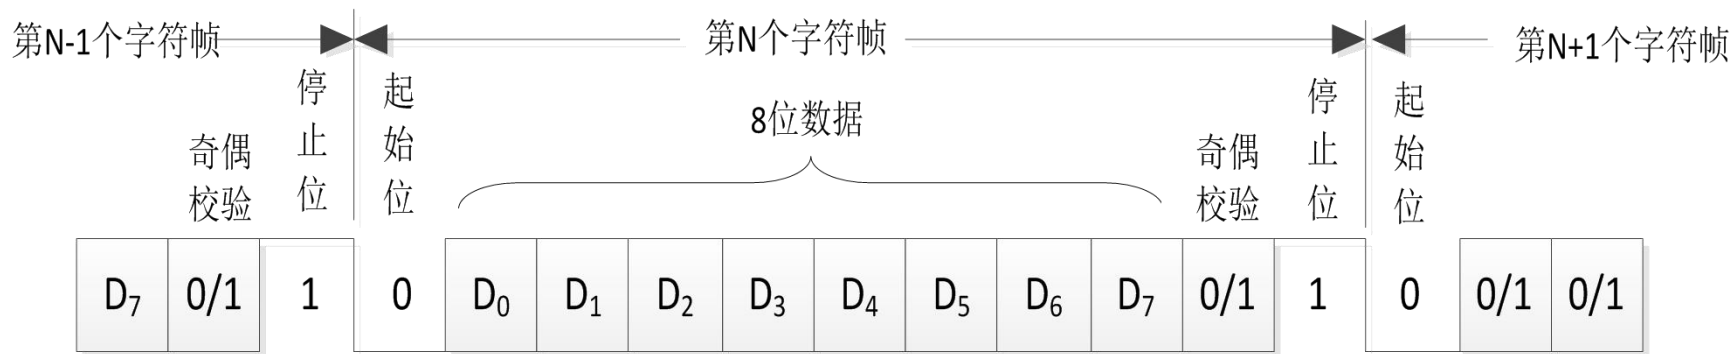 第N-1个字符帧 第N个字符帧 第N+1个字符帧
停止位 起始位 8位数据 停止位 起始位
奇偶校验 奇偶校验
D₇ 0/1 1 0 D₀ D₁ D₂ D₃ D₄ D₅ D₆ D₇ 0/1 1 0 0/1 0/1